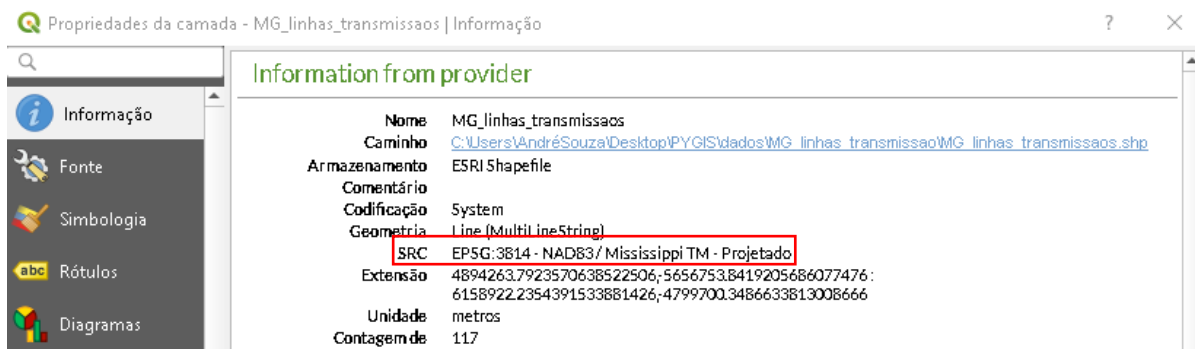 Propriedades da camada - MG_linhas_transmissaos | Informação
?
Information from provider
Informação
Fonte
Simbologia
abc Rótulos
Diagramas
Nome MG_linhas_transmissaos
Caminho C:\Users\AndréSouza\Desktop\PYGIS\dados\MG_linhas_transmissao\MG_linhas_transmissaos.shp
Armazenamento ESRI Shapefile
Comentário
Codificação System
Geometria Line (MultiLineString)
SRC EPSG:3814 - NAD83 / Mississippi TM - Projetado
Extensão 4894263.7923570638522506,-5656753.8419205686077476 :
6158922.2354391533881426,-4799700.3486633813008666
Unidade metros
Contagem de 117